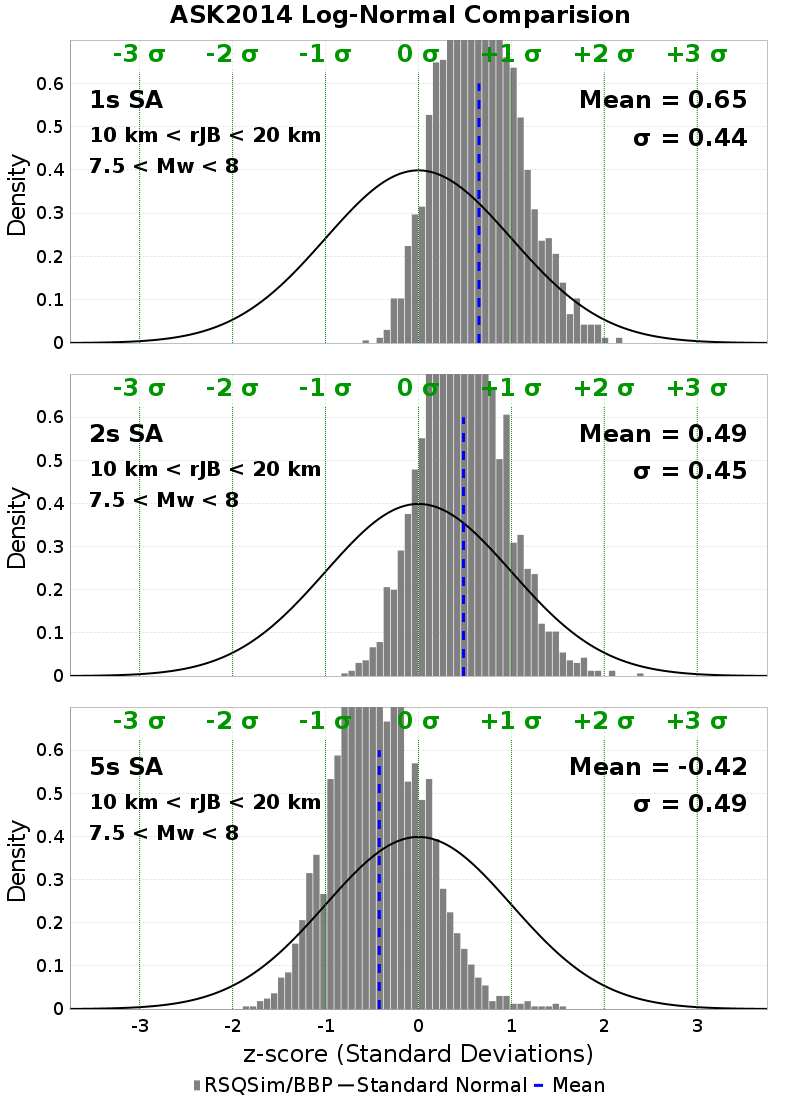 ASK2014 Log-Normal Comparision
-3 σ -2 σ -1 σ 0 σ +1 σ +2 σ +3 σ
1s SA
Mean = 0.65
10 km < rJB < 20 km
σ = 0.44
7.5 < Mw < 8
Density
0.6
0.5
0.4
0.3
0.2
0.1
0
-3 σ -2 σ -1 σ 0 σ +1 σ +2 σ +3 σ
2s SA
Mean = 0.49
10 km < rJB < 20 km
σ = 0.45
7.5 < Mw < 8
Density
0.6
0.5
0.4
0.3
0.2
0.1
0
-3 σ -2 σ -1 σ 0 σ +1 σ +2 σ +3 σ
5s SA
Mean = -0.42
10 km < rJB < 20 km
σ = 0.49
7.5 < Mw < 8
Density
0.6
0.5
0.4
0.3
0.2
0.1
0
-3 -2 -1 0 1 2 3
z-score (Standard Deviations)
RSQSim/BBP Standard Normal Mean